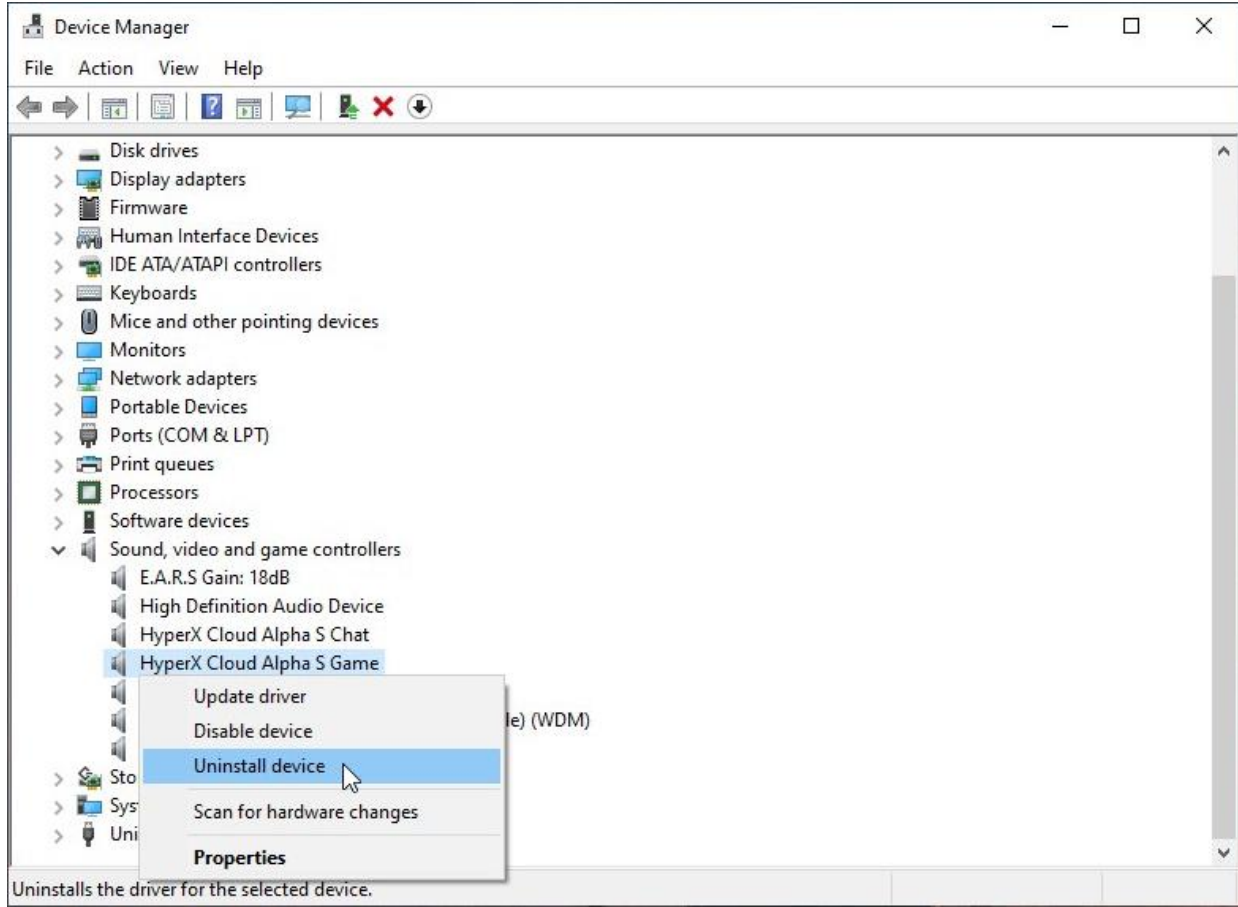 Device Manager
File Action View Help
Disk drives
Display adapters
Firmware
Human Interface Devices
IDE ATA/ATAPI controllers
Keyboards
Mice and other pointing devices
Monitors
Network adapters
Portable Devices
Ports (COM & LPT)
Print queues
Processors
Software devices
Sound, video and game controllers
E.A.R.S Gain: 18dB
High Definition Audio Device
HyperX Cloud Alpha S Chat
HyperX Cloud Alpha S Game
Update driver
le) (WDM)
Disable device
Uninstall device
Sto
Sys
Scan for hardware changes
Uni
Properties
Uninstalls the driver for the selected device.